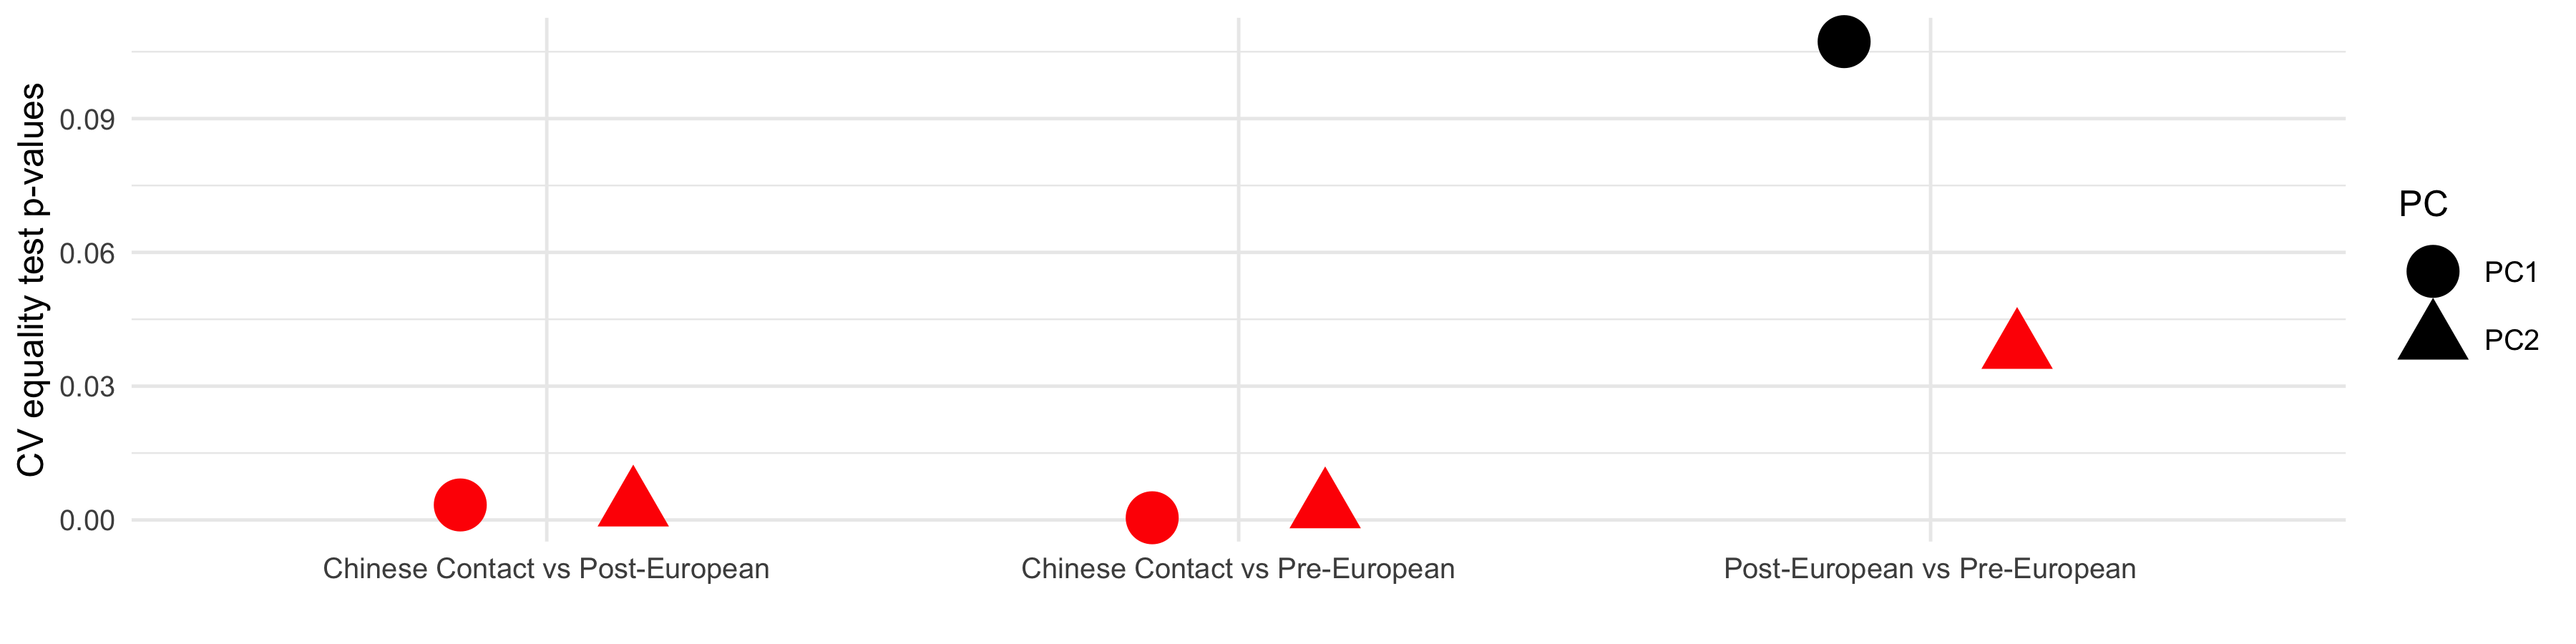 CV equality test p-values
0.09
0.06
0.03
0.00
Chinese Contact vs Post-European
Chinese Contact vs Pre-European
Post-European vs Pre-European
PC
PC1
PC2